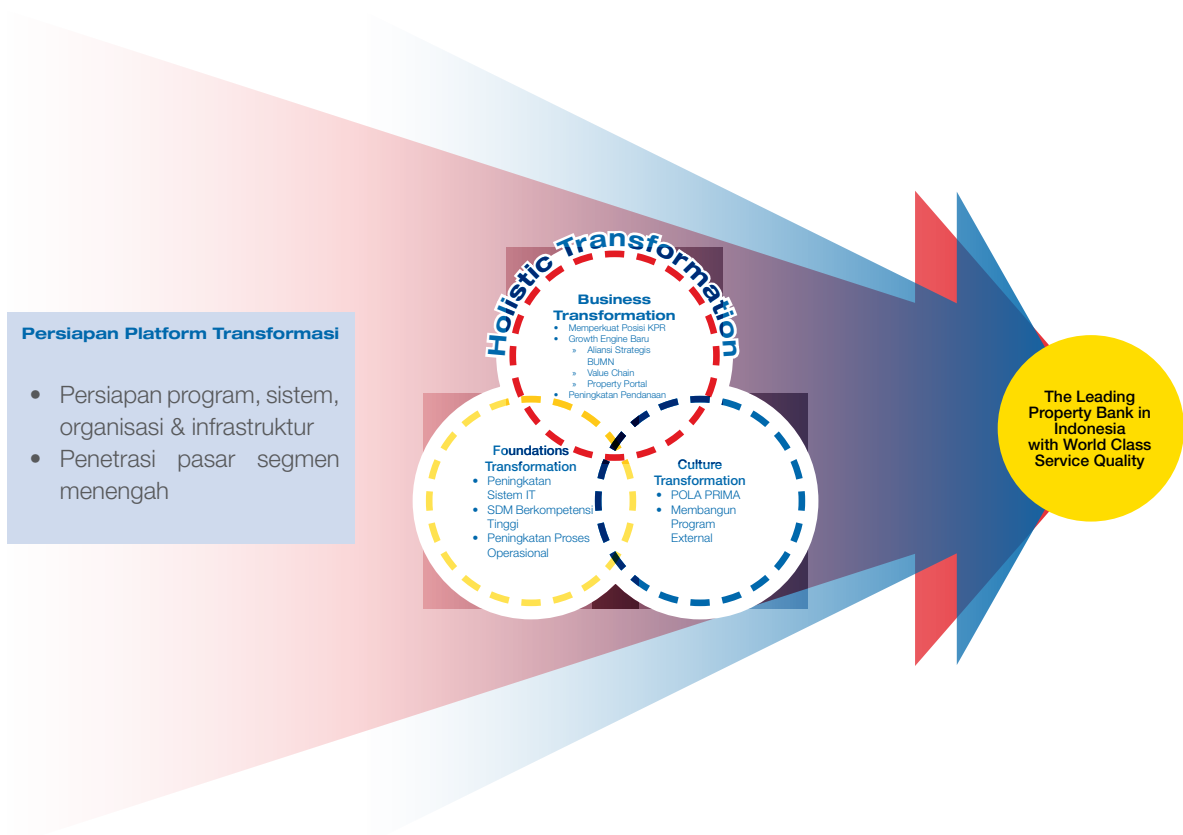 Persiapan Platform Transformasi
• Persiapan program, sistem,
organisasi & infrastruktur
• Penetrasi pasar segmen
menengah
Holistic Transformation
Business
Transformation
• Memperkuat Posisi KPR
• Growth Engine Baru
» Aliansi Strategis
BUMN
» Value Chain
» Property Portal
• Peningkatan Pendanaan
Foundations
Transformation
• Peningkatan
Sistem IT
• SDM Berkompetensi
Tinggi
• Peningkatan Proses
Operasional
Culture
Transformation
• POLA PRIMA
• Membangun
Program
External
The Leading
Property Bank in
Indonesia
with World Class
Service Quality